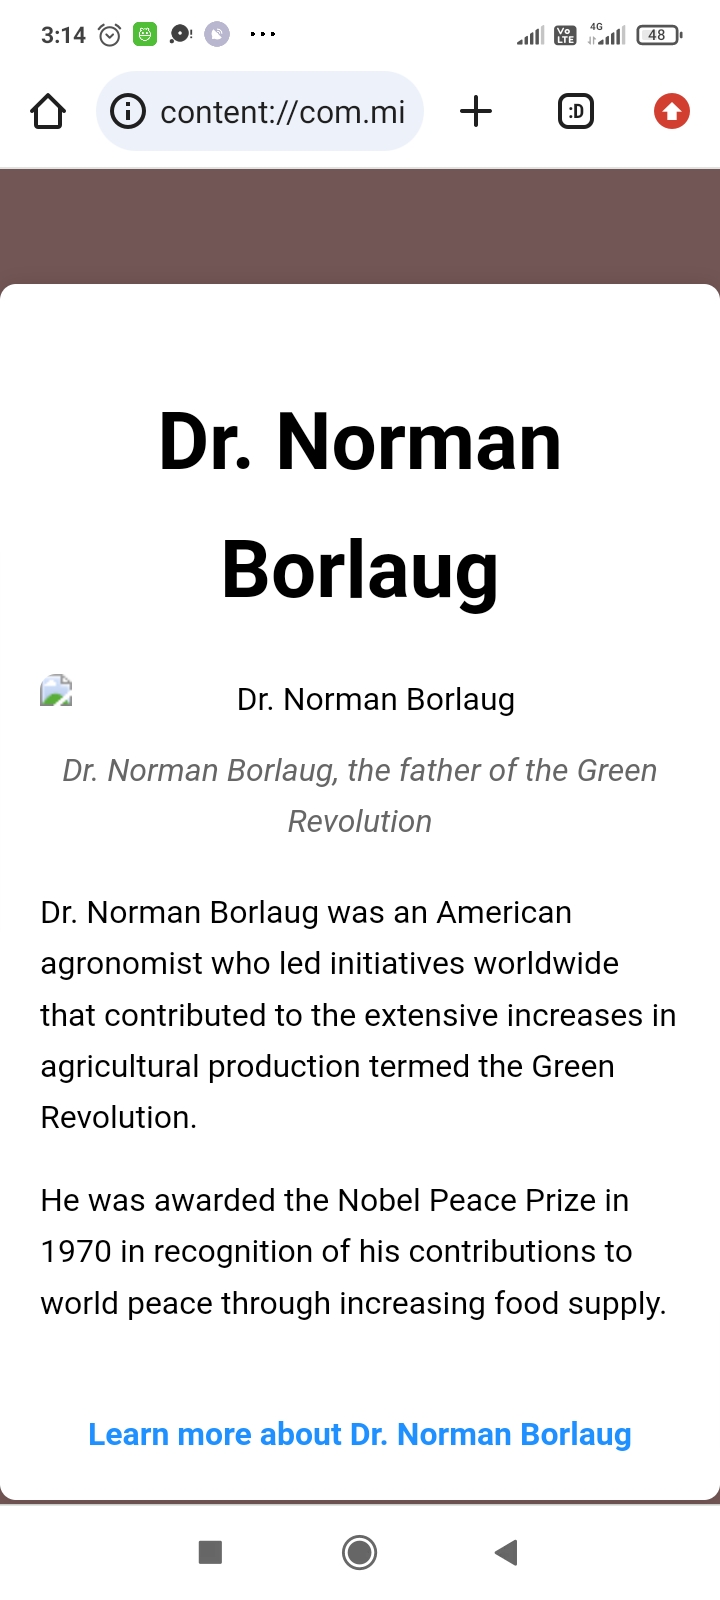 3:14
Vo LTE
4G
48
content://com.mi
:D
Dr. Norman
Borlaug
Dr. Norman Borlaug
Dr. Norman Borlaug, the father of the Green
Revolution
Dr. Norman Borlaug was an American
agronomist who led initiatives worldwide
that contributed to the extensive increases in
agricultural production termed the Green
Revolution.
He was awarded the Nobel Peace Prize in
1970 in recognition of his contributions to
world peace through increasing food supply.
Learn more about Dr. Norman Borlaug